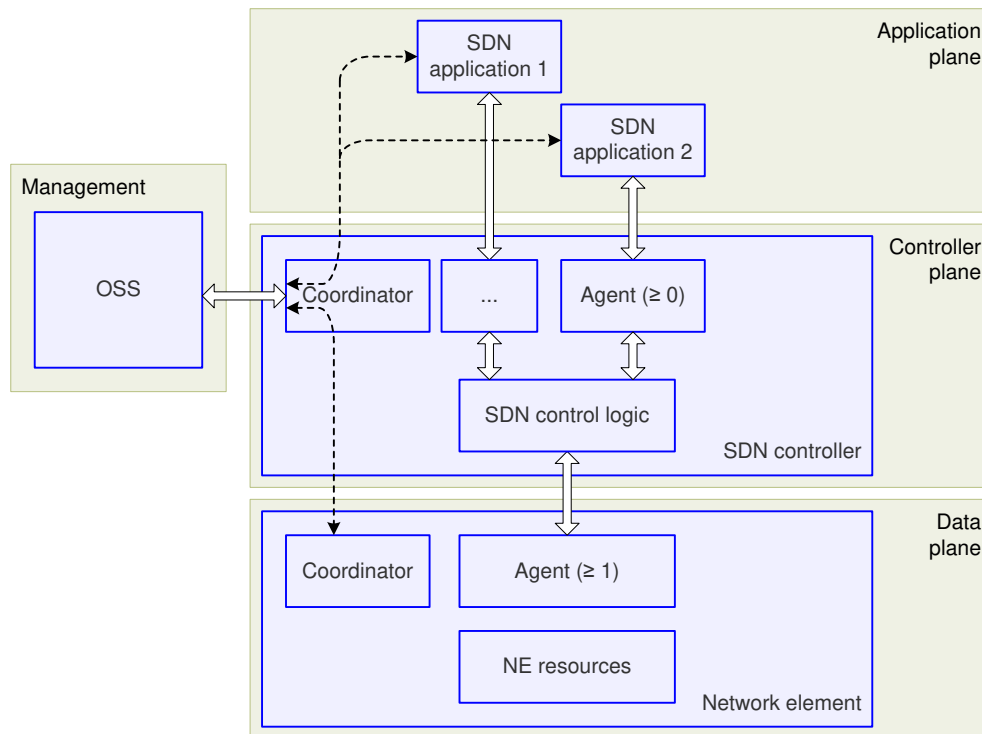 Application
plane
SDN
application 1
SDN
application 2
Management
OSS
Controller
plane
Coordinator
...
Agent (≥ 0)
SDN control logic
SDN controller
Data
plane
Coordinator
Agent (≥ 1)
NE resources
Network element